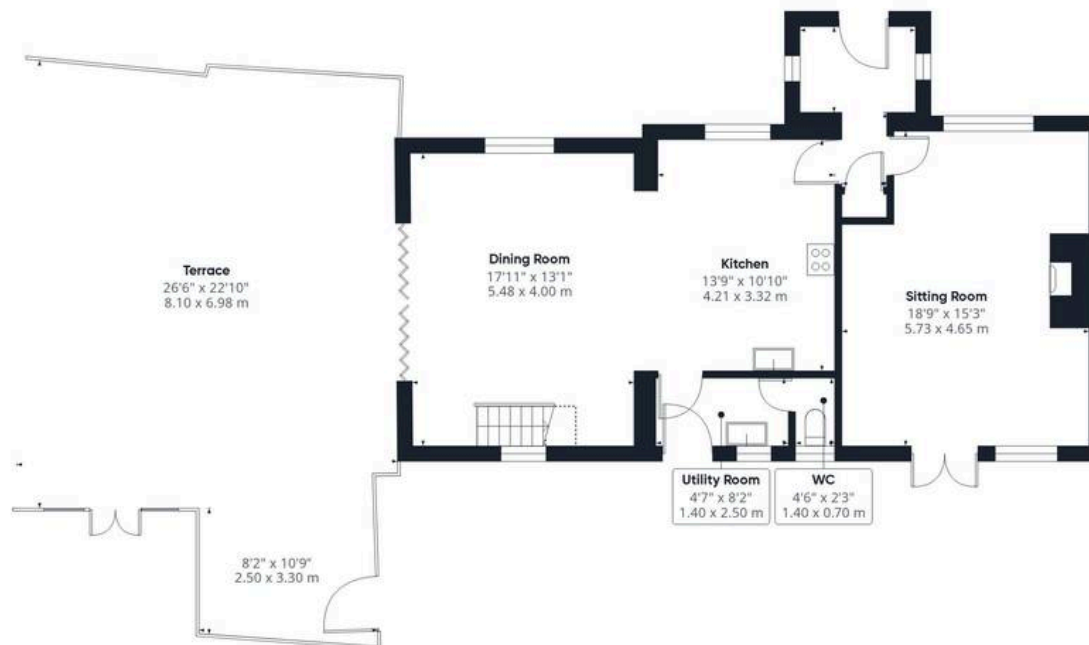 Terrace
26'6" x 22'10"
8.10 x 6.98 m
Dining Room
17'11" x 13'1"
5.48 x 4.00 m
Kitchen
13'9" x 10'10"
4.21 x 3.32 m
Sitting Room
18'9" x 15'3"
5.73 x 4.65 m
Utility Room
4'7" x 8'2"
1.40 x 2.50 m
WC
4'6" x 2'3"
1.40 x 0.70 m
8'2" x 10'9"
2.50 x 3.30 m